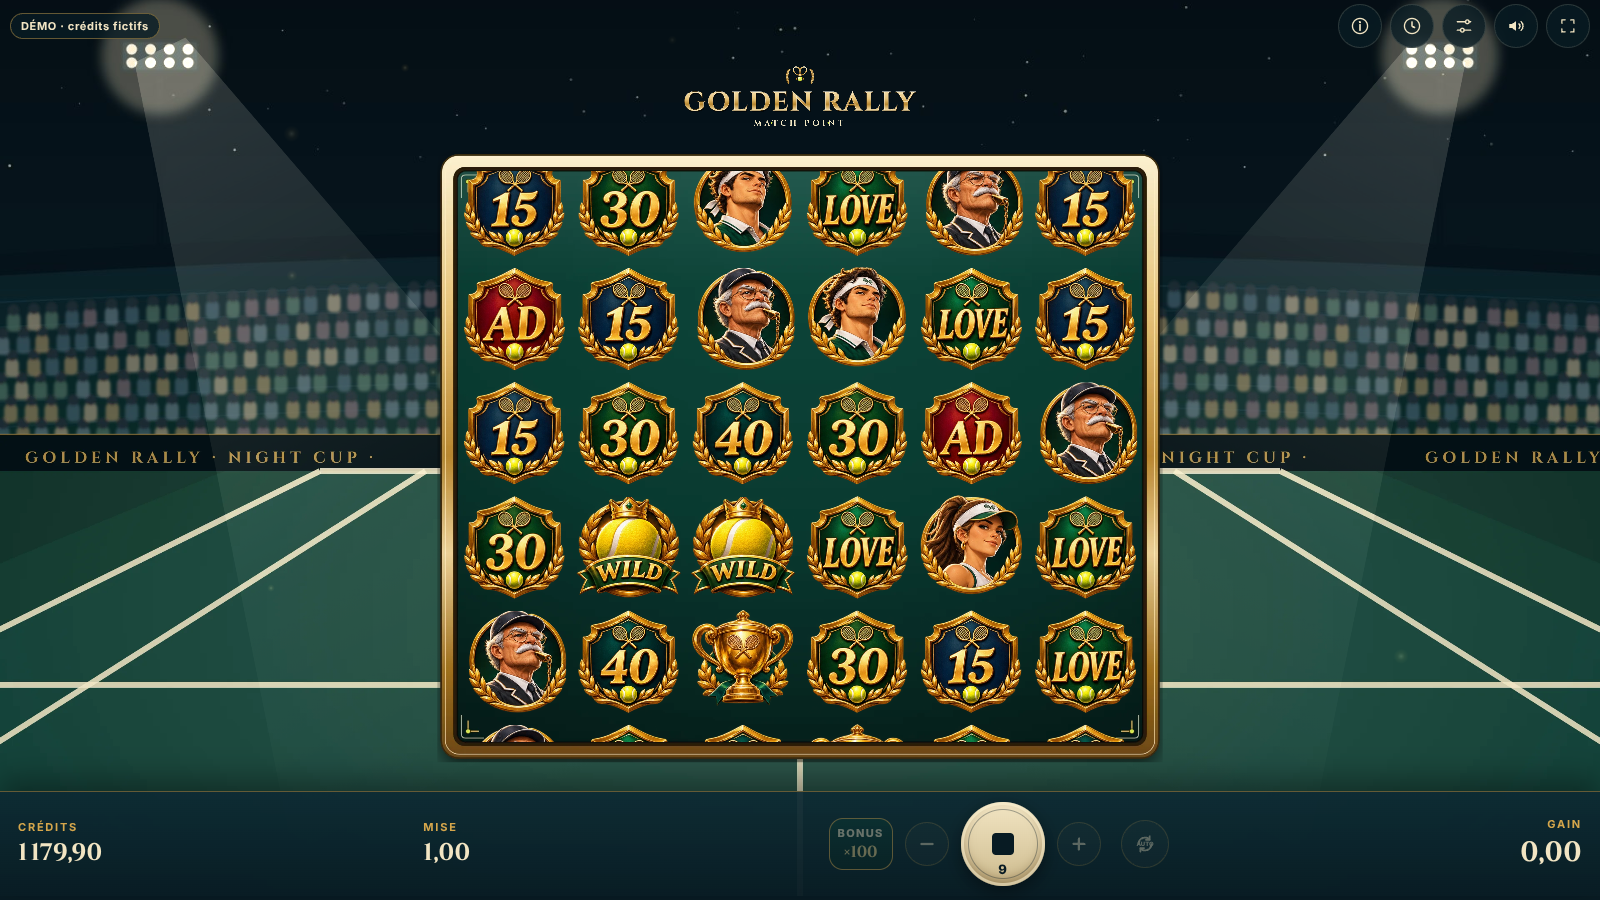 DÉMO · crédits fictifs
GOLDEN RALLY
MATCH POINT
15 30 LOVE 15
AD 15 LOVE 15
15 30 40 30 AD
30 WILD WILD LOVE LOVE
40 30 15 LOVE
GOLDEN RALLY · NIGHT CUP ·
NIGHT CUP ·
GOLDEN RALLY
CRÉDITS
1 179,90
MISE
1,00
BONUS
×100
9
GAIN
0,00